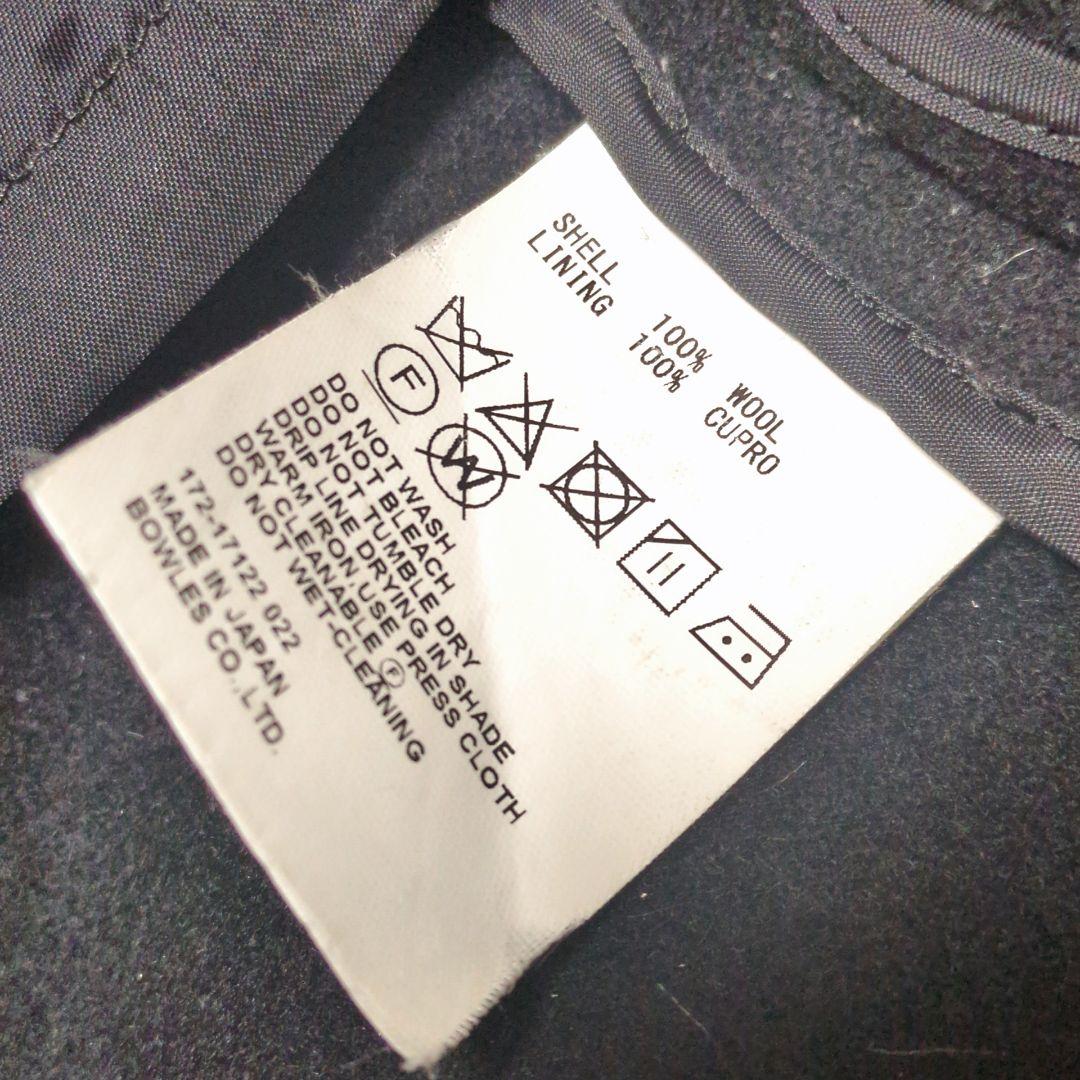 SHELL 100% WOOL
LINING 100% CUPRO
F W
DO NOT WASH
DO NOT BLEACH
DO NOT TUMBLE DRY
DRIP LINE DRYING IN SHADE
WARM IRON,USE PRESS CLOTH
DRY CLEANABLE Ⓕ
DO NOT WET-CLEANING
172-17122 022
MADE IN JAPAN
BOWLES CO.,LTD.